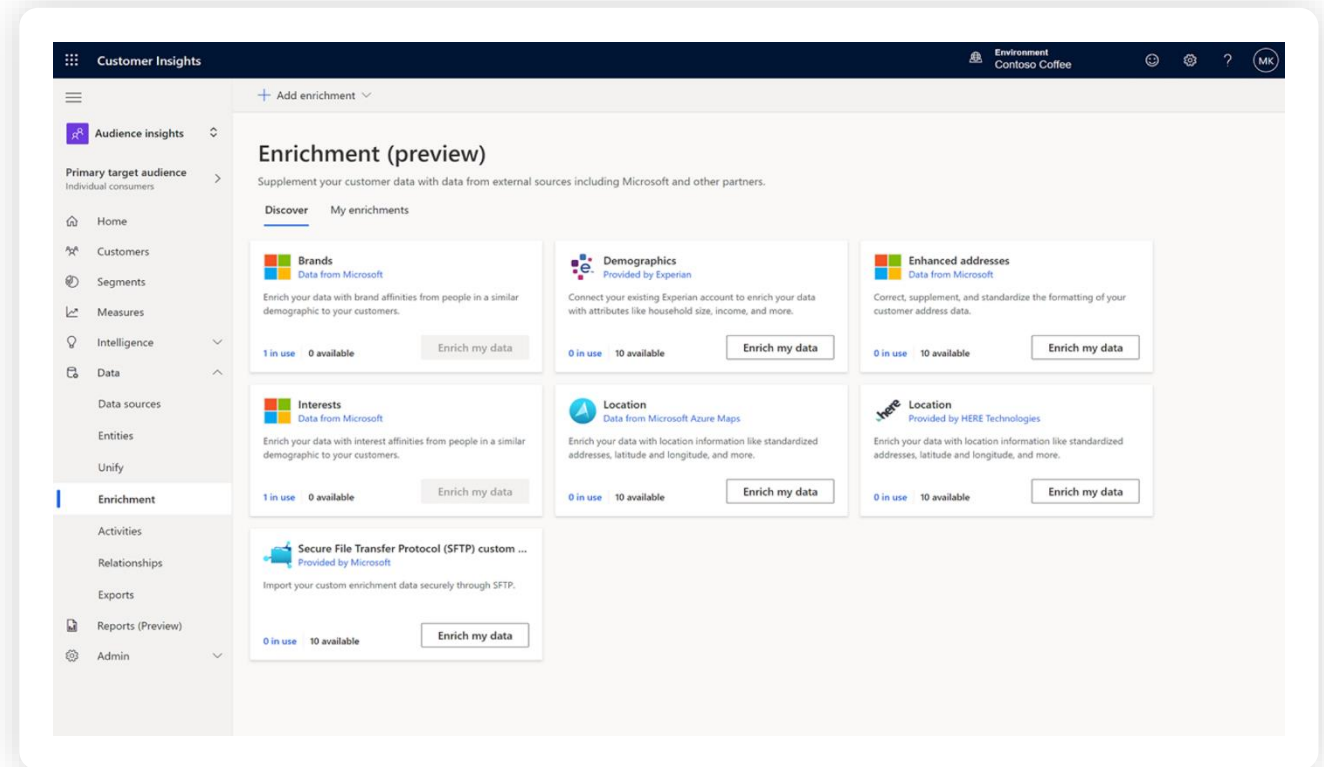 Customer Insights
Environment
Contoso Coffee
?
MK
Add enrichment
Audience insights
Primary target audience
Individual consumers
Home
Customers
Segments
Measures
Intelligence
Data
Data sources
Entities
Unify
Enrichment
Activities
Relationships
Exports
Reports (Preview)
Admin
Enrichment (preview)
Supplement your customer data with data from external sources including Microsoft and other partners.
Discover My enrichments
Brands
Data from Microsoft
Enrich your data with brand affinities from people in a similar
demographic to your customers.
1 in use 0 available Enrich my data
e.
Demographics
Provided by Experian
Connect your existing Experian account to enrich your data
with attributes like household size, income, and more.
0 in use 10 available Enrich my data
Enhanced addresses
Data from Microsoft
Correct, supplement, and standardize the formatting of your
customer address data.
0 in use 10 available Enrich my data
Interests
Data from Microsoft
Enrich your data with interest affinities from people in a similar
demographic to your customers.
1 in use 0 available Enrich my data
Location
Data from Microsoft Azure Maps
Enrich your data with location information like standardized
addresses, latitude and longitude, and more.
0 in use 10 available Enrich my data
here
Location
Provided by HERE Technologies
Enrich your data with location information like standardized
addresses, latitude and longitude, and more.
0 in use 10 available Enrich my data
Secure File Transfer Protocol (SFTP) custom ...
Provided by Microsoft
Import your custom enrichment data securely through SFTP.
0 in use 10 available Enrich my data